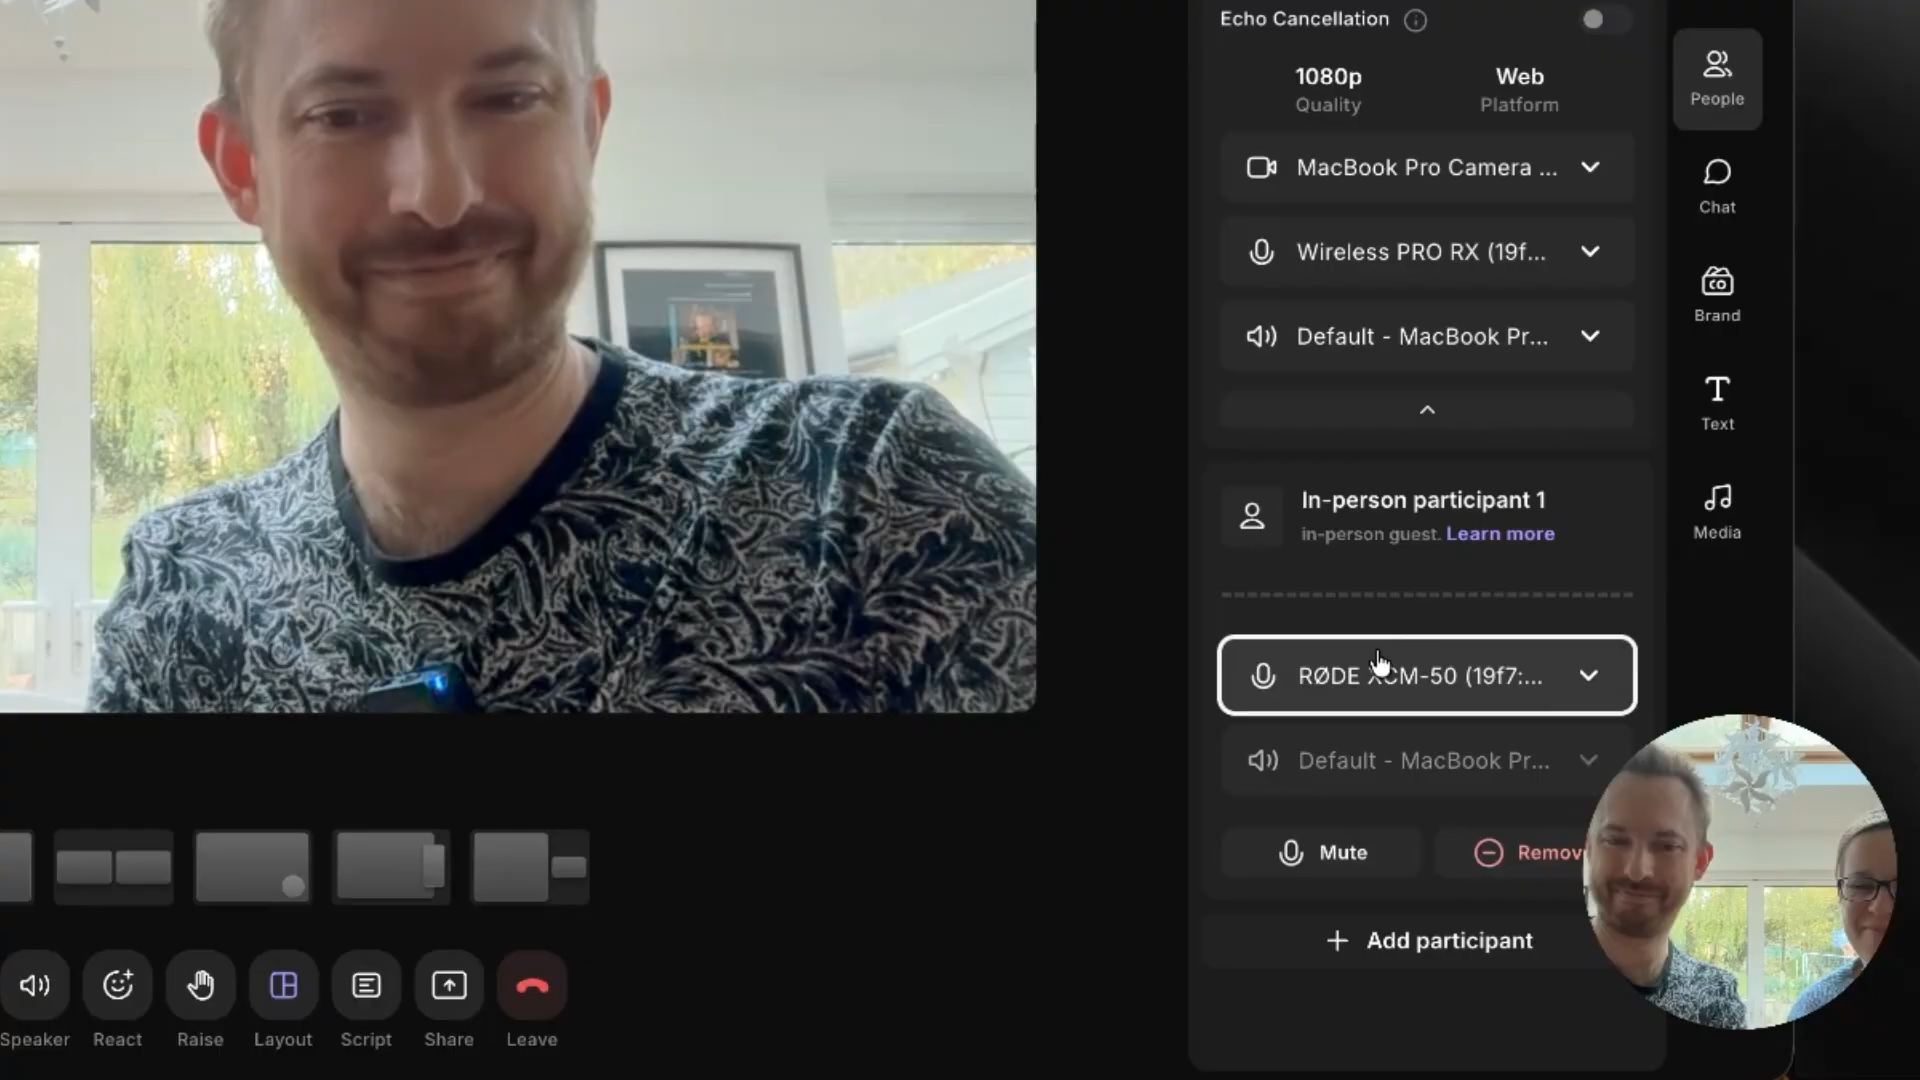 Echo Cancellation
1080p
Quality
Web
Platform
MacBook Pro Camera ...
Wireless PRO RX (19f...
Default - MacBook Pr...
In-person participant 1
in-person guest. Learn more
RØDE XCM-50 (19f7:...
Default - MacBook Pr...
Mute
Remov
Add participant
People
Chat
Brand
Text
Media
Speaker
React
Raise
Layout
Script
Share
Leave